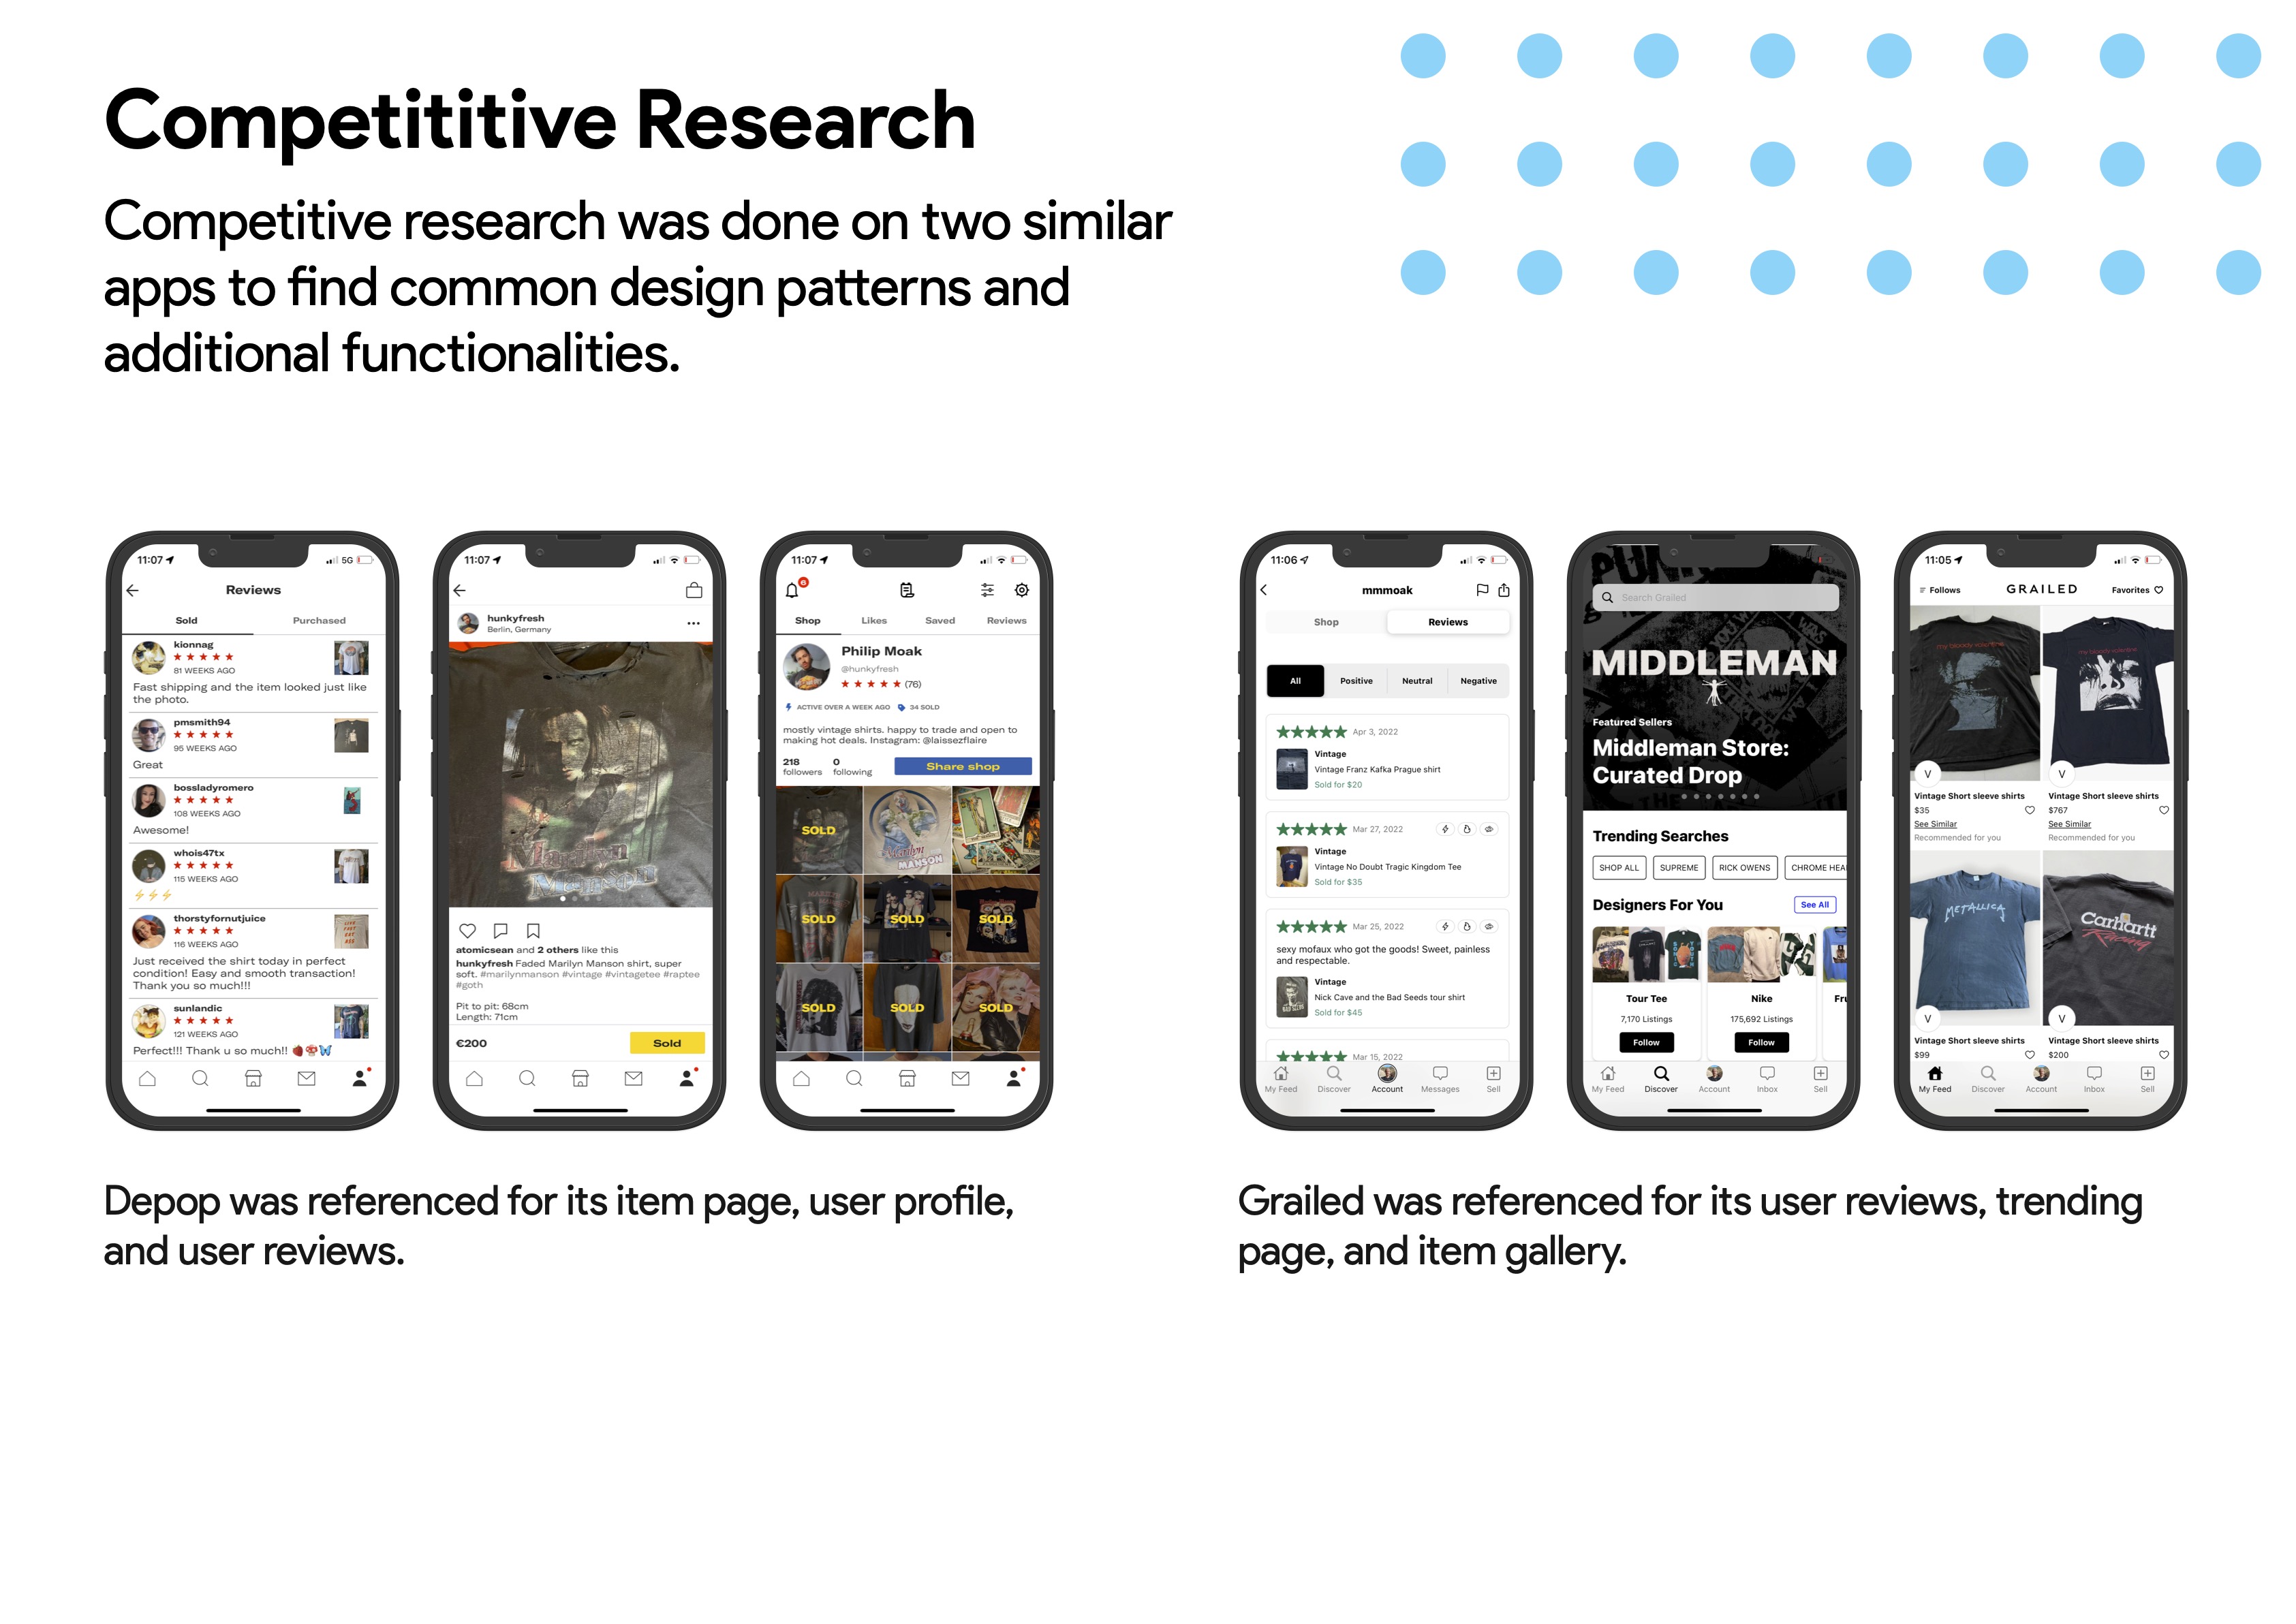 Competititive Research
Competitive research was done on two similar
apps to find common design patterns and
additional functionalities.
11:07
5G
Reviews
Sold
Purchased
kionnag
81 WEEKS AGO
Fast shipping and the item looked just like
the photo.
pmsmith94
95 WEEKS AGO
Great
bossladyromero
108 WEEKS AGO
Awesome!
whois47tx
115 WEEKS AGO
thorstyfornutjuice
116 WEEKS AGO
Just received the shirt today in perfect
condition! Easy and smooth transaction!
Thank you so much!!!
sunlandic
121 WEEKS AGO
Perfect!!! Thank u so much!! 🍓🍄🦋
11:07
hunkyfresh
Berlin, Germany
Marilyn
Manson
atomicsean and 2 others like this
hunkyfresh Faded Marilyn Manson shirt, super
soft. #marilynmanson #vintage #vintagetee #raptee
#goth
Pit to pit: 68cm
Length: 71cm
€200
Sold
11:07
6
Shop
Likes
Saved
Reviews
Philip Moak
@hunkyfresh
(76)
ACTIVE OVER A WEEK AGO
34 SOLD
mostly vintage shirts. happy to trade and open to
making hot deals. Instagram: @laissezflaire
218
followers
0
following
Share shop
SOLD
MANSON
SOLD
SOLD
SOLD
SOLD
SOLD
SOLD
Depop was referenced for its item page, user profile,
and user reviews.
11:06
mmmoak
Shop
Reviews
All
Positive
Neutral
Negative
Apr 3, 2022
Vintage
Vintage Franz Kafka Prague shirt
Sold for $20
Mar 27, 2022
Vintage
Vintage No Doubt Tragic Kingdom Tee
Sold for $35
Mar 25, 2022
sexy mofaux who got the goods! Sweet, painless
and respectable.
Vintage
Nick Cave and the Bad Seeds tour shirt
Sold for $45
Mar 15, 2022
My Feed
Discover
Account
Messages
Sell
Search Grailed
MIDDLEMAN
Featured Sellers
Middleman Store:
Curated Drop
Trending Searches
SHOP ALL
SUPREME
RICK OWENS
CHROME HEA
Designers For You
See All
Tour Tee
7,170 Listings
Follow
Nike
175,692 Listings
Follow
Fru
My Feed
Discover
Account
Inbox
Sell
11:05
Follows
GRAILED
Favorites
my bloody valentine
my bloody valentine
V
Vintage Short sleeve shirts
$35
See Similar
Recommended for you
V
Vintage Short sleeve shirts
$767
See Similar
Recommended for you
METALLICA
V
Vintage Short sleeve shirts
$99
Carhartt
Racing
V
Vintage Short sleeve shirts
$200
My Feed
Discover
Account
Inbox
Sell
Grailed was referenced for its user reviews, trending
page, and item gallery.